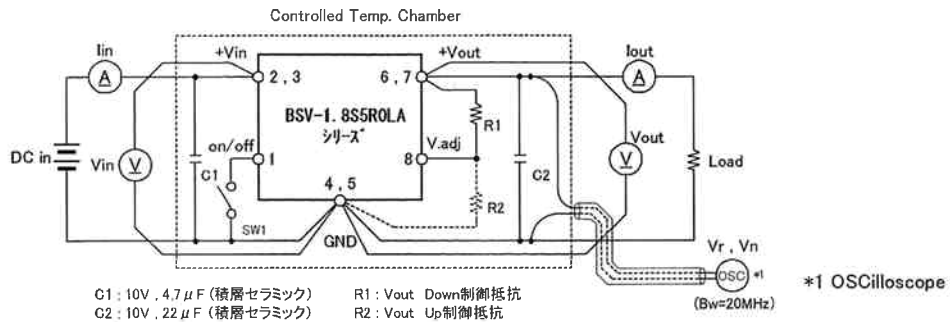 Controlled Temp. Chamber
Iin
A
+Vin
2, 3
6, 7
+Vout
Iout
A
BSV-1.8S5R0LA
シリーズ
R1
DC in
Vin
V
on/off
1
V.adj
8
Vout
V
Load
C1
C2
4, 5
R2
SW1
GND
Vr , Vn
OSC *1
(Bw=20MHz)
*1 OSCilloscope
C1 : 10V , 4.7μF (積層セラミック)
R1 : Vout Down制御抵抗
C2 : 10V , 22μF (積層セラミック)
R2 : Vout Up制御抵抗